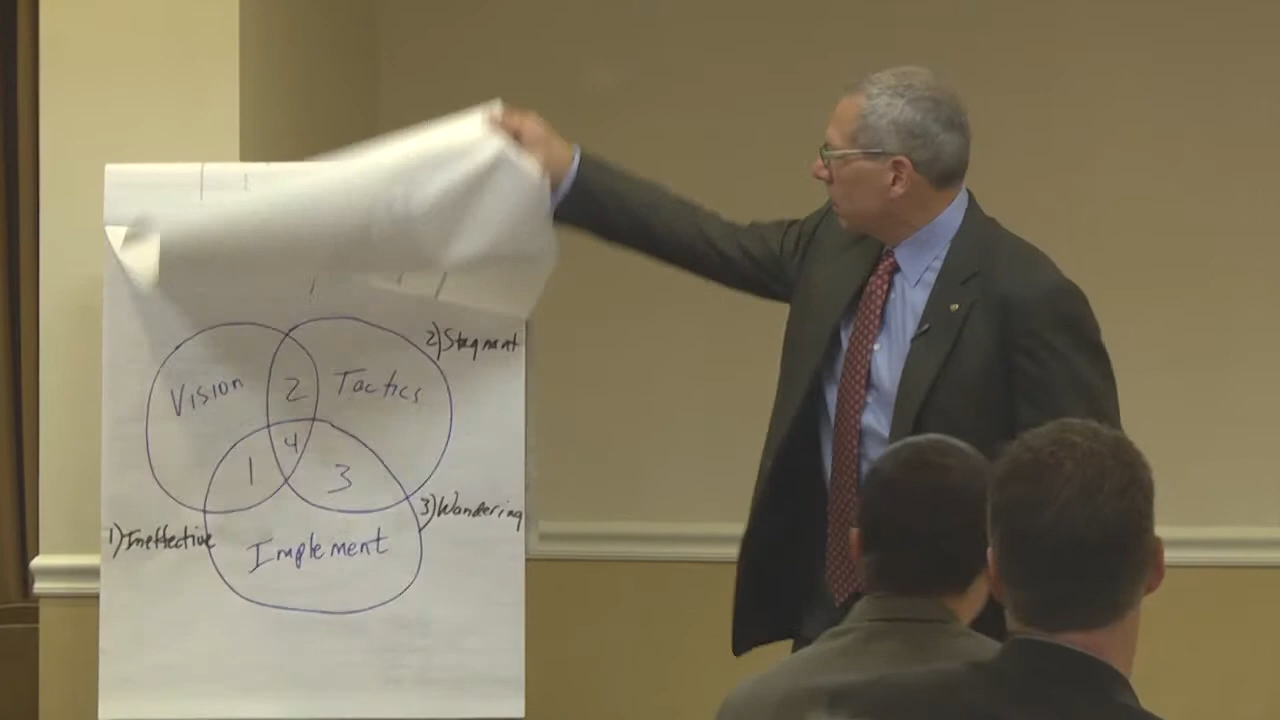 2) Stagnant
Vision
2
Tactics
4
1
3
3) Wandering
1) Ineffective
Implement